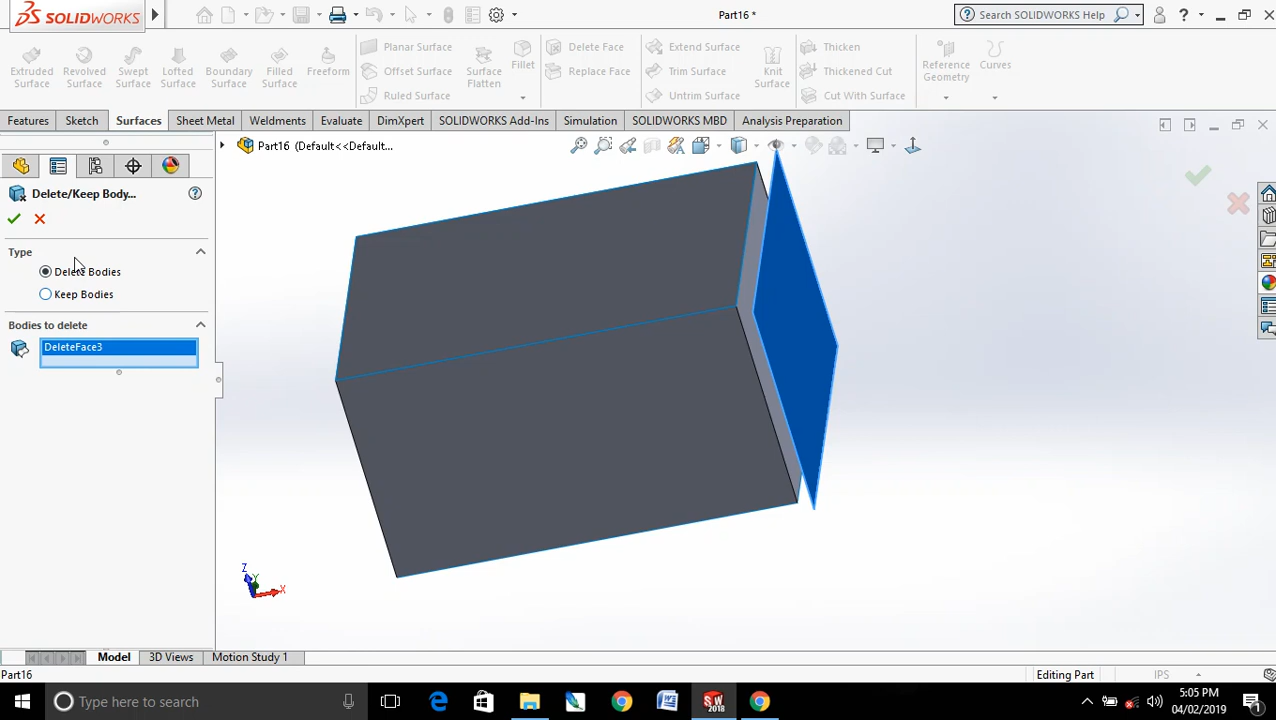 SOLIDWORKS
Part16 *
Search SOLIDWORKS Help
?
Extruded Surface
Revolved Surface
Swept Surface
Lofted Surface
Boundary Surface
Filled Surface
Freeform
Planar Surface
Offset Surface
Ruled Surface
Surface Flatten
Fillet
Delete Face
Replace Face
Extend Surface
Trim Surface
Untrim Surface
Knit Surface
Thicken
Thickened Cut
Cut With Surface
Reference Geometry
Curves
Features Sketch Surfaces Sheet Metal Weldments Evaluate DimXpert SOLIDWORKS Add-Ins Simulation SOLIDWORKS MBD Analysis Preparation
Part16 (Default<<Default...
Delete/Keep Body...
?
Type
Delete Bodies
Keep Bodies
Bodies to delete
DeleteFace3
Z
Y
X
Model 3D Views Motion Study 1
Part16
Editing Part
IPS
Type here to search
SW
2018
5:05 PM
04/02/2019